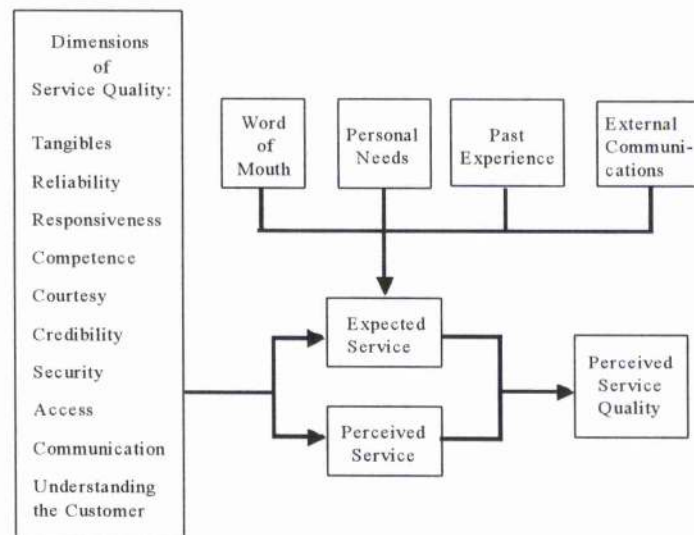 Dimensions
of
Service Quality:
Tangibles
Reliability
Responsiveness
Competence
Courtesy
Credibility
Security
Access
Communication
Understanding
the Customer
Word
of
Mouth
Personal
Needs
Past
Experience
External
Communi-
cations
Expected
Service
Perceived
Service
Perceived
Service
Quality